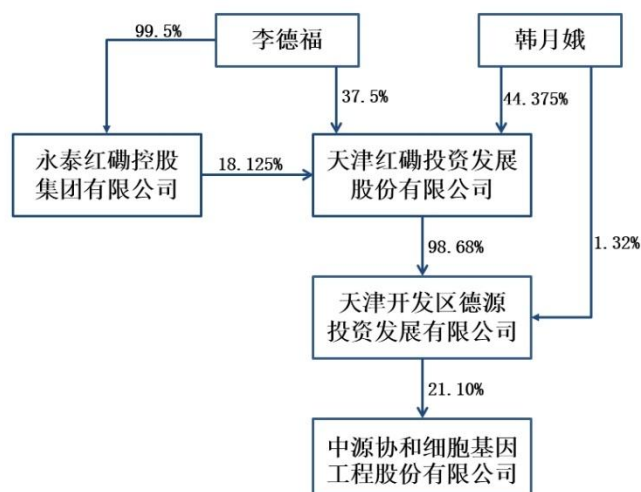 99.5%
李德福
韩月娥
37.5%
44.375%
永泰红磡控股
集团有限公司
18.125%
天津红磡投资发展
股份有限公司
98.68%
1.32%
天津开发区德源
投资发展有限公司
21.10%
中源协和细胞基因
工程股份有限公司